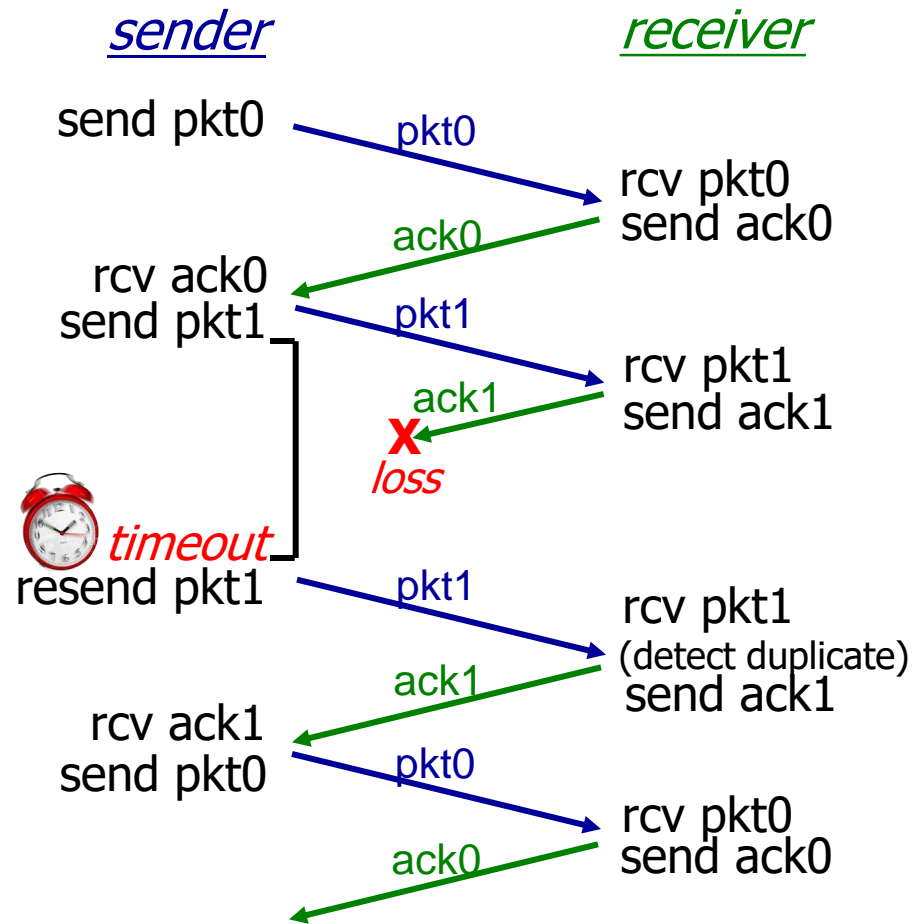 sender
receiver
send pkt0
pkt0
rcv pkt0
send ack0
ack0
rcv ack0
send pkt1
pkt1
rcv pkt1
send ack1
ack1
X
loss
timeout
resend pkt1
pkt1
rcv pkt1
(detect duplicate)
send ack1
ack1
rcv ack1
send pkt0
pkt0
rcv pkt0
send ack0
ack0